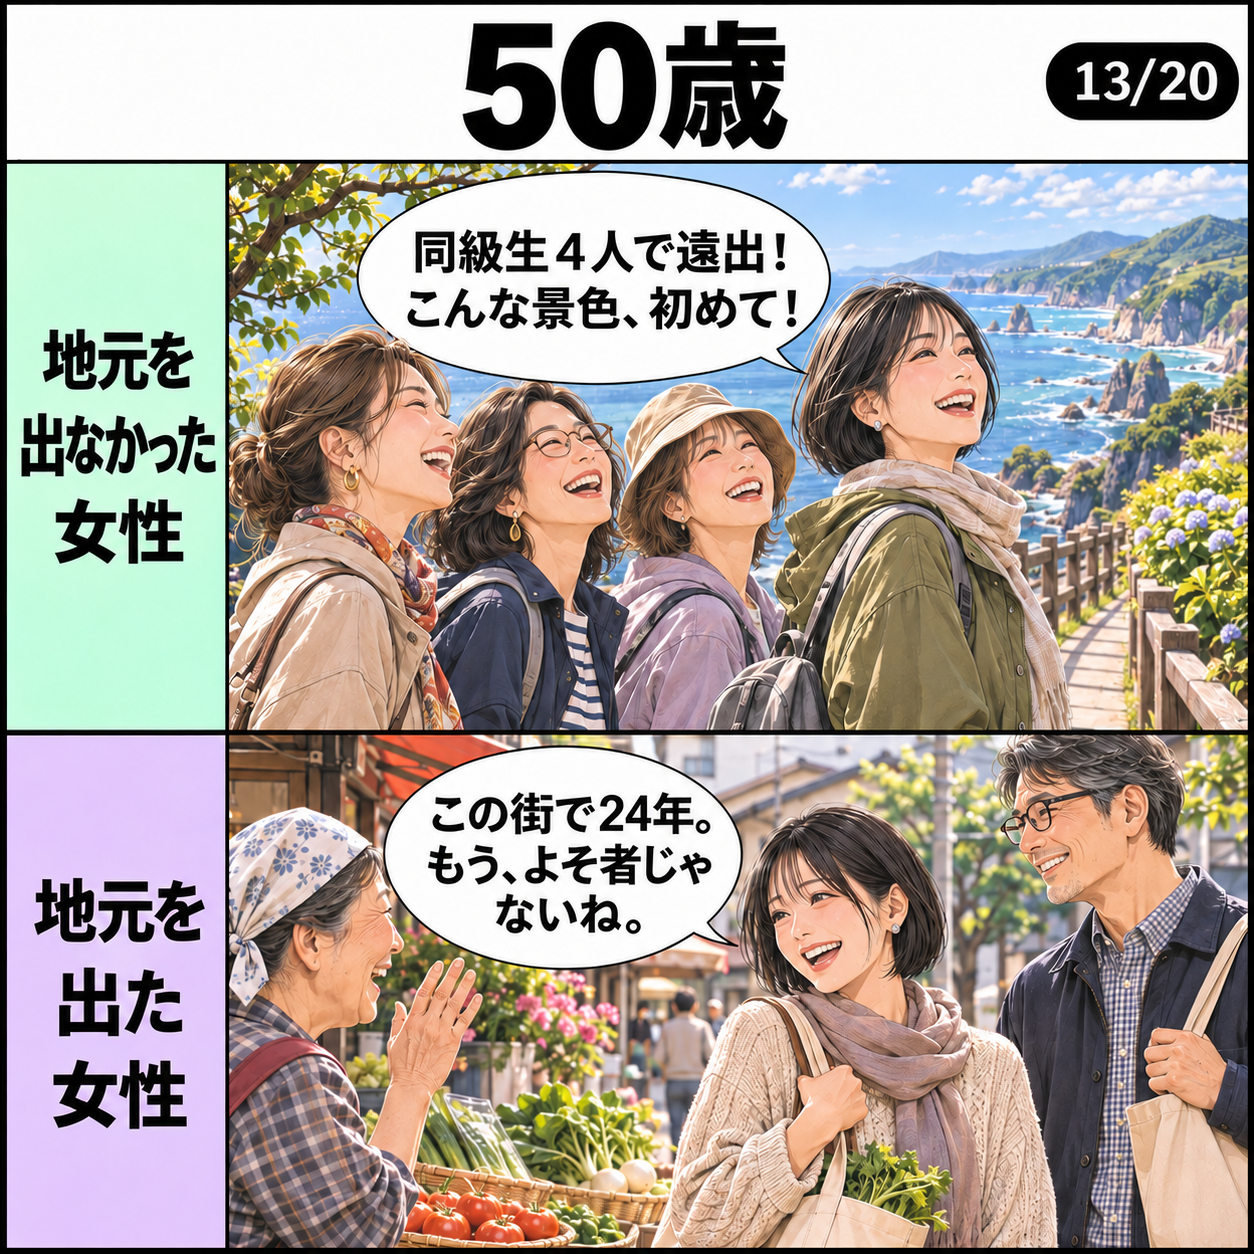 50歳
13/20
地元を
出なかった
女性
同級生4人で遠出！
こんな景色、初めて！
地元を
出た
女性
この街で24年。
もう、よそ者じゃ
ないね。